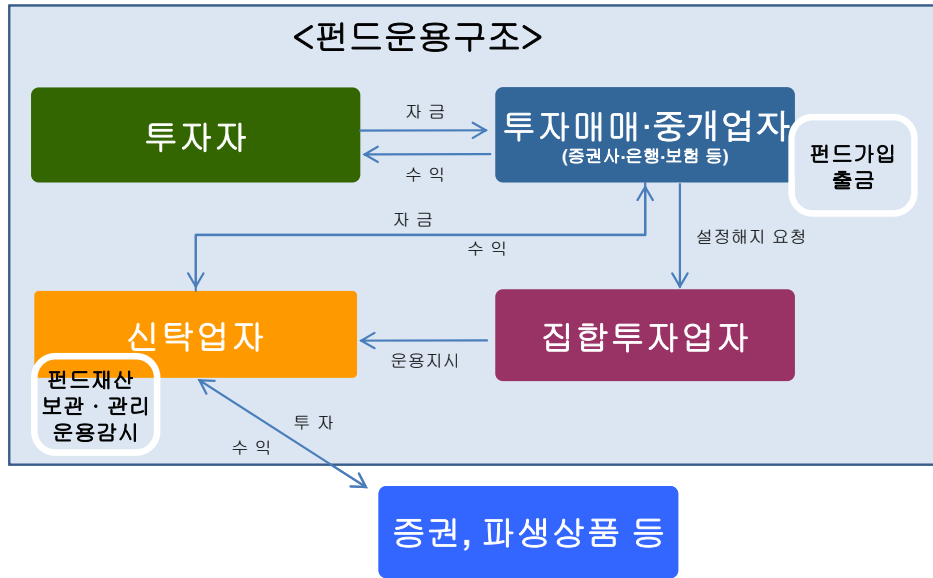 <펀드운용구조>
투자자
자 금
수 익
투자매매·중개업자
(증권사·은행·보험 등)
펀드가입
출금
자 금
수 익
설정해지 요청
신탁업자
운용지시
집합투자업자
펀드재산
보관 · 관리
운용감시
투 자
수 익
증권, 파생상품 등